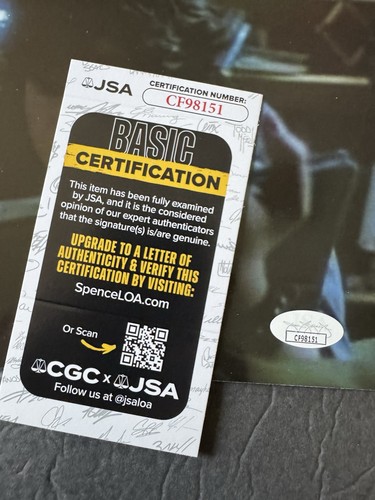 JSA
CERTIFICATION NUMBER:
CF98151
BASIC
CERTIFICATION
This item has been fully examined
by JSA, and it is the considered
opinion of our expert authenticators
that the signature(s) is/are genuine.
UPGRADE TO A LETTER OF
AUTHENTICITY & VERIFY THIS
CERTIFICATION BY VISITING:
SpenceLOA.com
Or Scan
CGC x JSA
Follow us at @jsaloa
CF98151